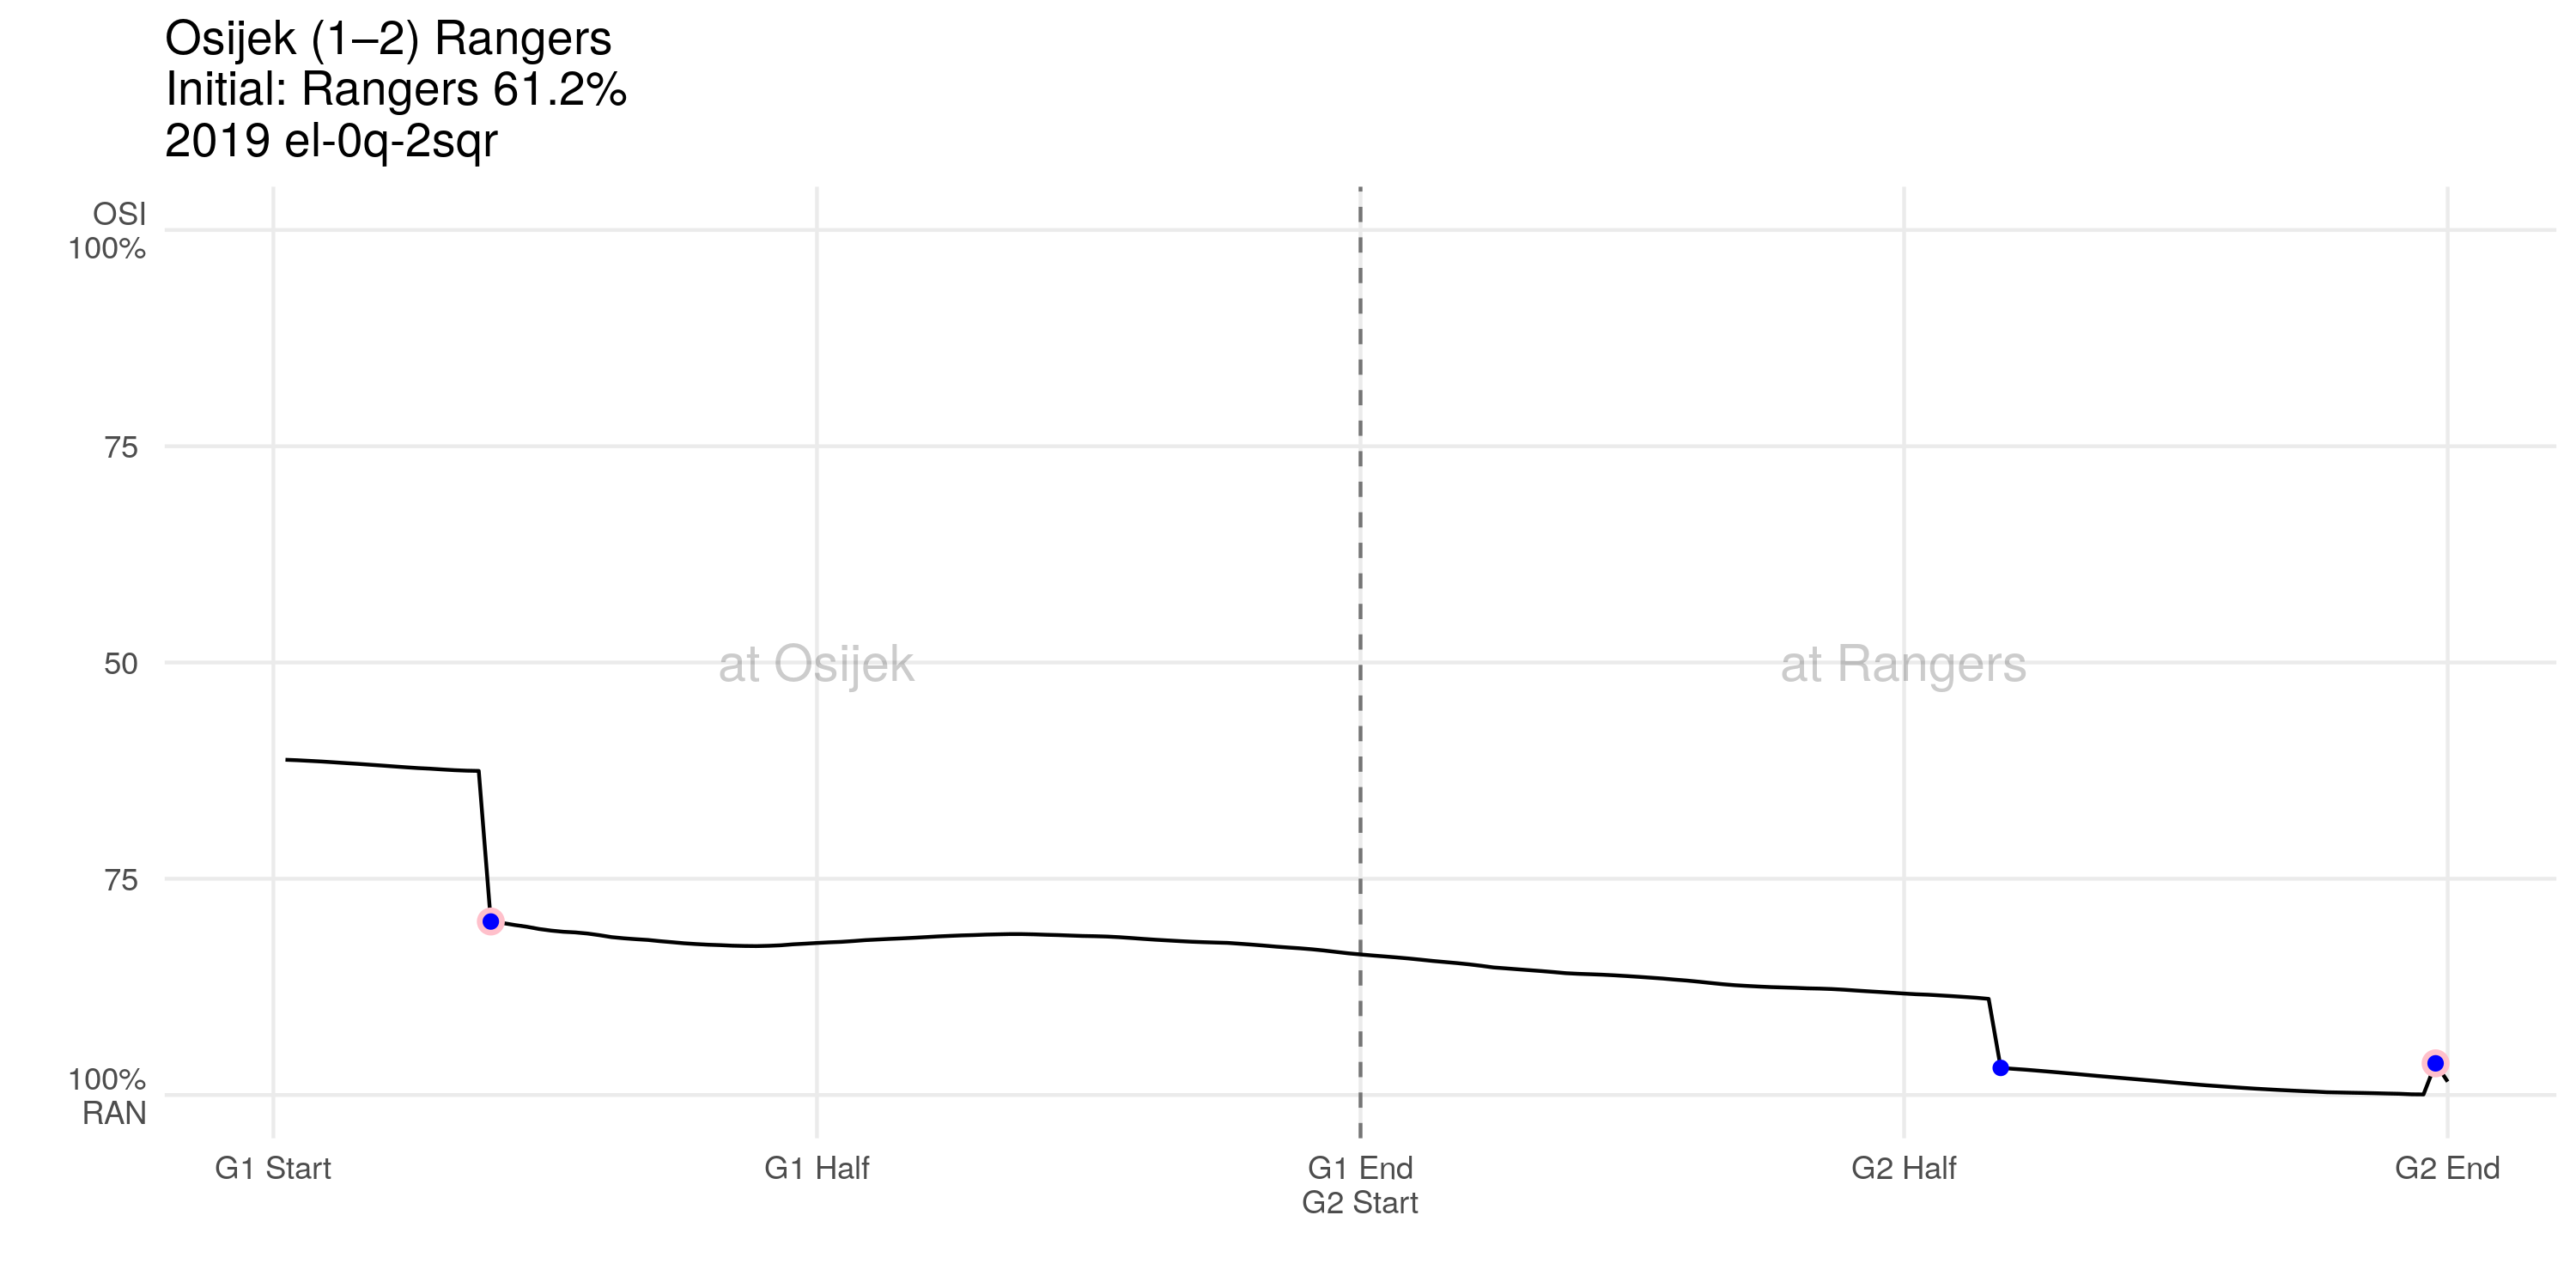 Osijek (1–2) Rangers
Initial: Rangers 61.2%
2019 el-0q-2sqr
OSI
100%
75
50
75
100%
RAN
at Osijek
at Rangers
G1 Start
G1 Half
G1 End
G2 Start
G2 Half
G2 End